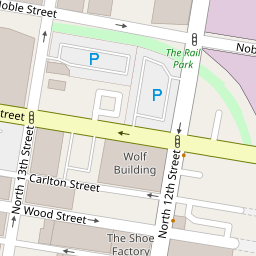 Noble Street
The Rail
Park
Nob
P
P
Street
Wolf
Building
North 13th Street
North 12th Street
Carlton Street
Wood Street
The Shoe
Factory